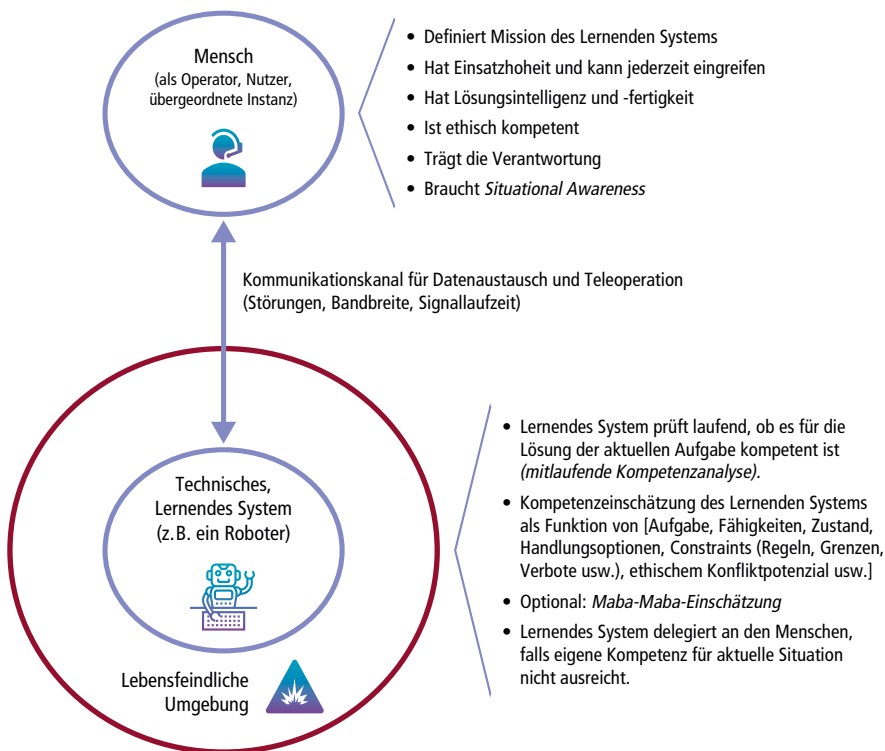 Mensch
(als Operator, Nutzer,
übergeordnete Instanz)
• Definiert Mission des Lernenden Systems
• Hat Einsatzhoheit und kann jederzeit eingreifen
• Hat Lösungsintelligenz und -fertigkeit
• Ist ethisch kompetent
• Trägt die Verantwortung
• Braucht Situational Awareness
Kommunikationskanal für Datenaustausch und Teleoperation
(Störungen, Bandbreite, Signallaufzeit)
Technisches,
Lernendes System
(z.B. ein Roboter)
Lebensfeindliche
Umgebung
• Lernendes System prüft laufend, ob es für die
Lösung der aktuellen Aufgabe kompetent ist
(mitlaufende Kompetenzanalyse).
• Kompetenzeinschätzung des Lernenden Systems
als Funktion von [Aufgabe, Fähigkeiten, Zustand,
Handlungsoptionen, Constraints (Regeln, Grenzen,
Verbote usw.), ethischem Konfliktpotenzial usw.]
• Optional: Maba-Maba-Einschätzung
• Lernendes System delegiert an den Menschen,
falls eigene Kompetenz für aktuelle Situation
nicht ausreicht.